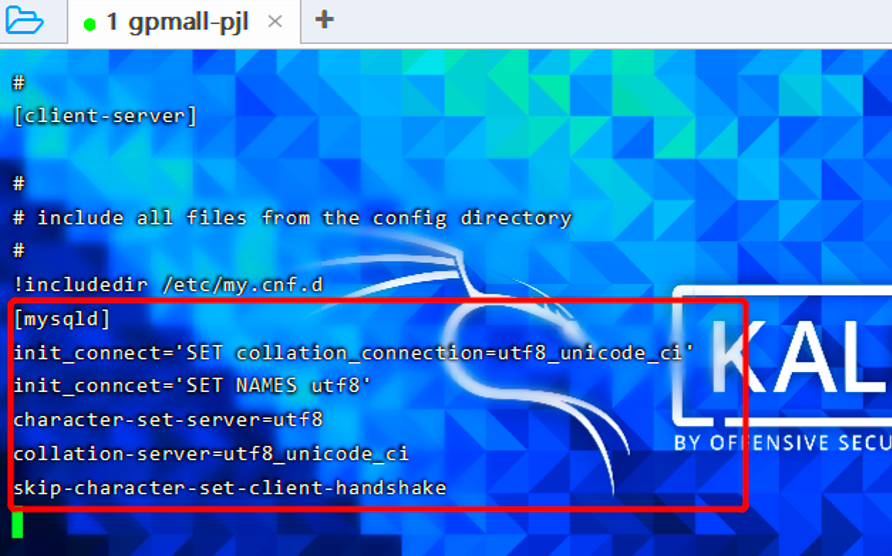 1 gpmall-pjl
#
[client-server]
#
# include all files from the config directory
#
!includedir /etc/my.cnf.d
[mysqld]
init_connect='SET collation_connection=utf8_unicode_ci'
init_conncet='SET NAMES utf8'
character-set-server=utf8
collation-server=utf8_unicode_ci
skip-character-set-client-handshake
KAL
BY OFFENSIVE SECU